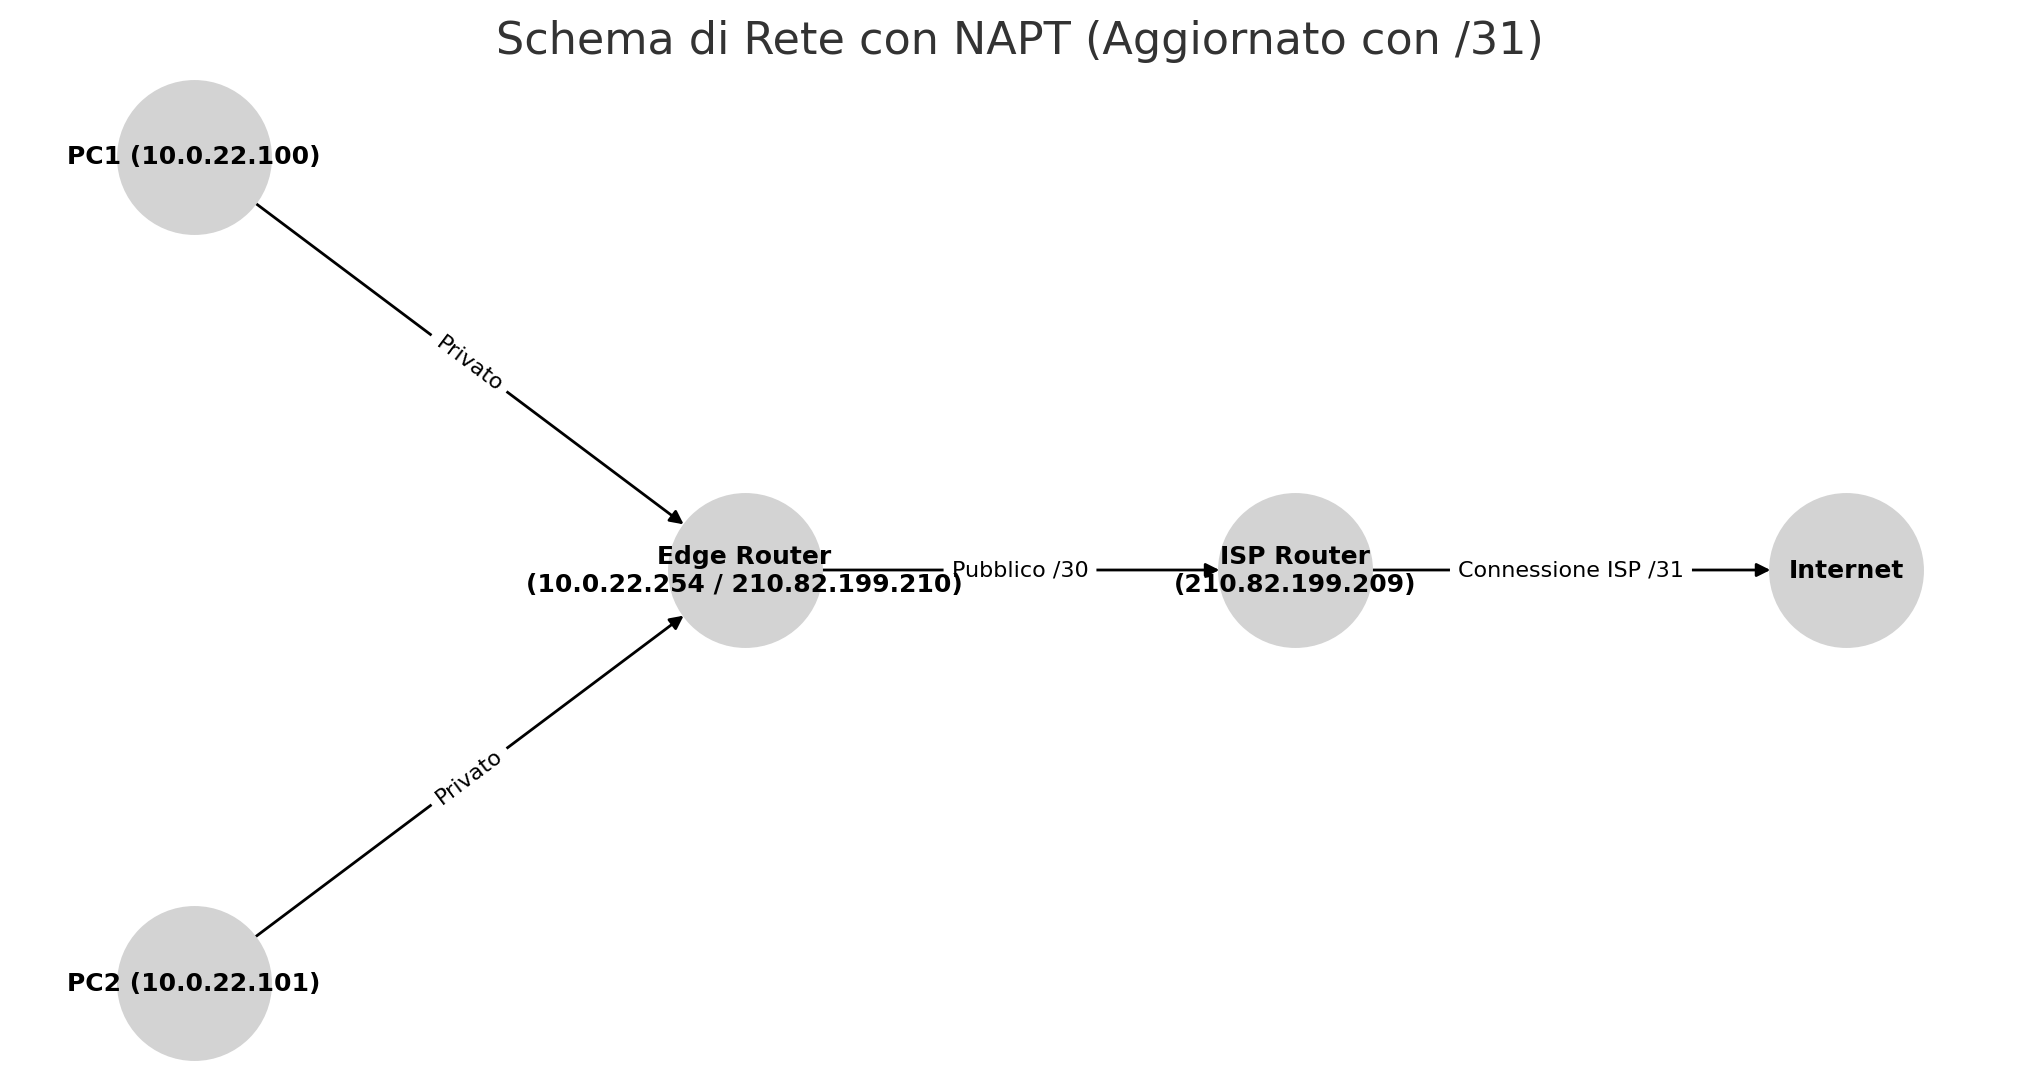 Schema di Rete con NAPT (Aggiornato con /31)
PC1 (10.0.22.100)
Privato
Edge Router
(10.0.22.254 / 210.82.199.210)
Pubblico /30
ISP Router
(210.82.199.209)
Connessione ISP /31
Internet
Privato
PC2 (10.0.22.101)